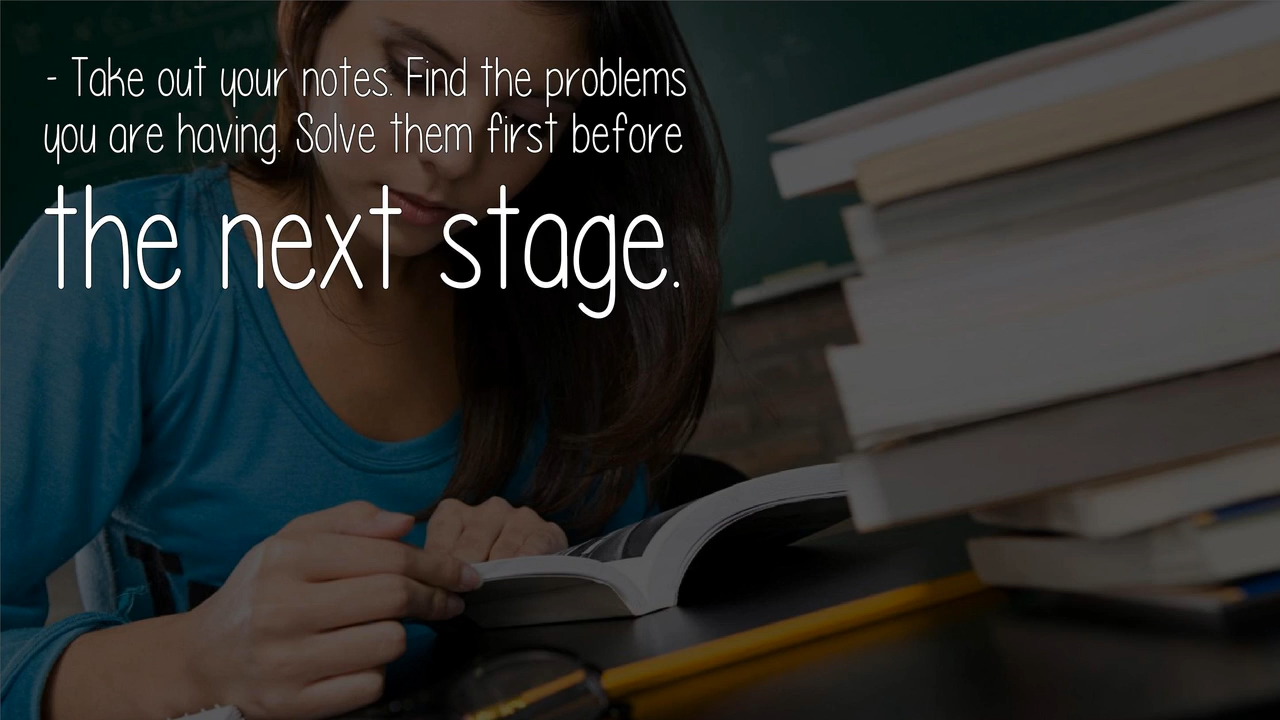 - Take out your notes. Find the problems
you are having. Solve them first before
the next stage.